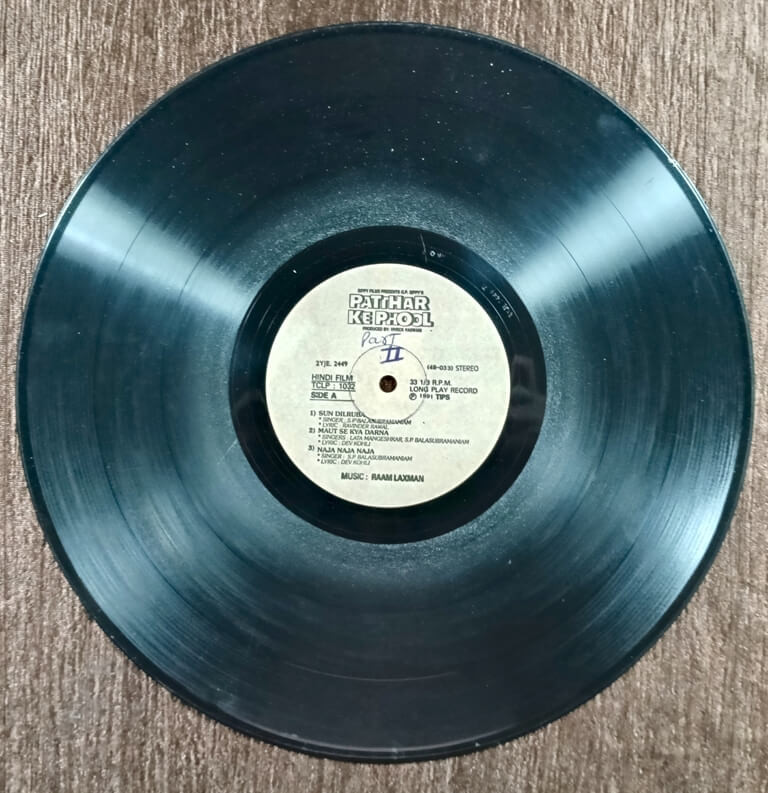 SIPPY FILMS PRESENTS G.P. SIPPY'S
PATTHAR
KE PHOOL
PRODUCED BY:
Part
II
2YJE. 2449
(48-033) STEREO
HINDI FILM
TCLP : 1032
SIDE A
33 1/3 R.P.M.
LONG PLAY RECORD
℗ 1991 TIPS
1) SUN DILRUBA
* SINGER : S.P BALASUBRAMANIAM
* LYRIC : RAVINDER RAWAL
2) MAUT SE KYA DARNA
* SINGERS : LATA MANGESHKAR, S.P. BALASUBRAMANIAM
* LYRIC : DEV KOHLI
3) NAJA NAJA NAJA
* SINGER : S.P. BALASUBRAMANIAM
* LYRIC : DEV KOHLI
MUSIC : RAAM LAXMAN